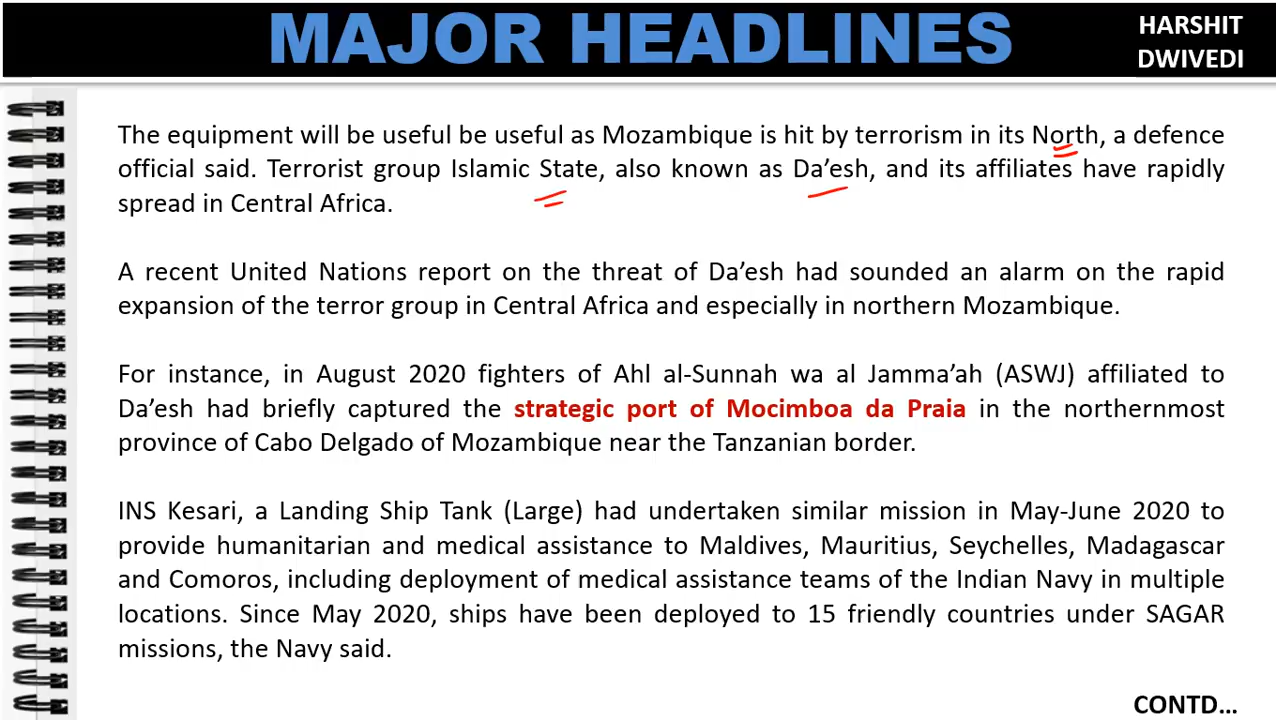 MAJOR HEADLINES
HARSHIT
DWIVEDI
The equipment will be useful be useful as Mozambique is hit by terrorism in its North, a defence
official said. Terrorist group Islamic State, also known as Da’esh, and its affiliates have rapidly
spread in Central Africa.
A recent United Nations report on the threat of Da’esh had sounded an alarm on the rapid
expansion of the terror group in Central Africa and especially in northern Mozambique.
For instance, in August 2020 fighters of Ahl al-Sunnah wa al Jamma’ah (ASWJ) affiliated to
Da’esh had briefly captured the strategic port of Mocimboa da Praia in the northernmost
province of Cabo Delgado of Mozambique near the Tanzanian border.
INS Kesari, a Landing Ship Tank (Large) had undertaken similar mission in May-June 2020 to
provide humanitarian and medical assistance to Maldives, Mauritius, Seychelles, Madagascar
and Comoros, including deployment of medical assistance teams of the Indian Navy in multiple
locations. Since May 2020, ships have been deployed to 15 friendly countries under SAGAR
missions, the Navy said.
CONTD...